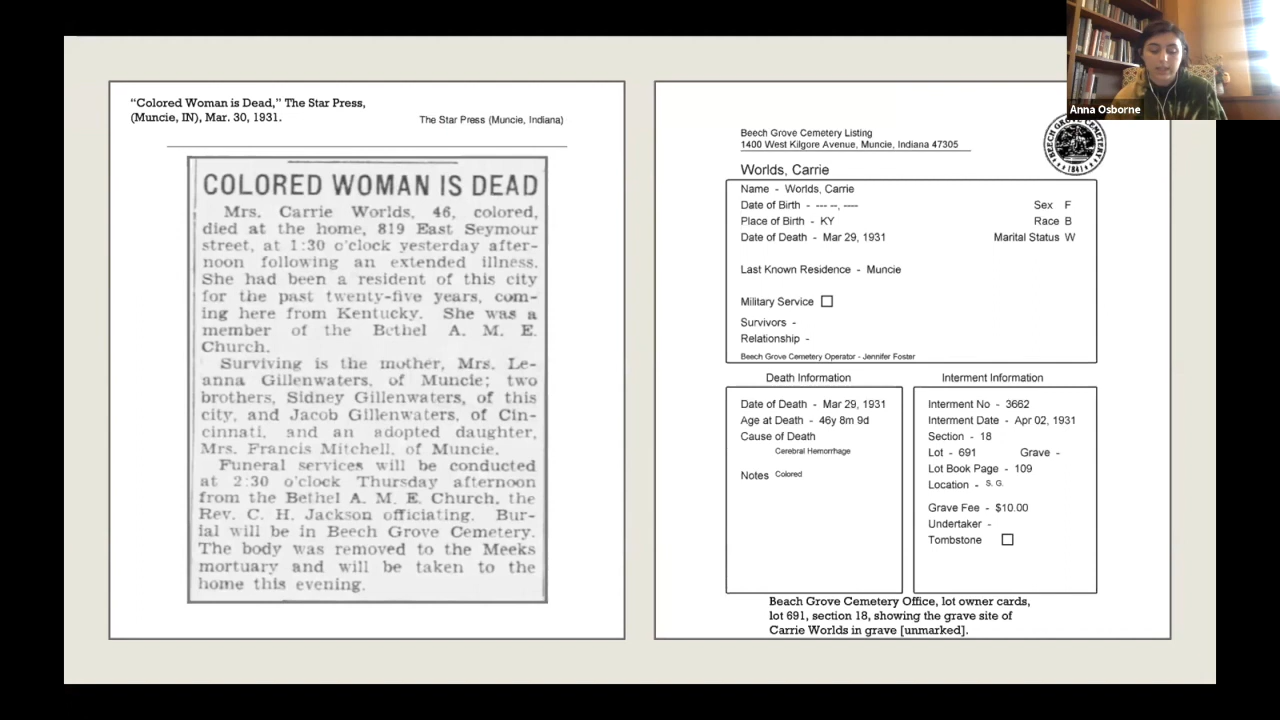 Anna Osborne
“Colored Woman is Dead,” The Star Press,
(Muncie, IN), Mar. 30, 1931.
The Star Press (Muncie, Indiana)
COLORED WOMAN IS DEAD
Mrs. Carrie Worlds, 46, colored,
died at the home, 819 East Seymour
street, at 1:30 o'clock yesterday after-
noon following an extended illness.
She had been a resident of this city
for the past twenty-five years, com-
ing here from Kentucky. She was a
member of the Bethel A. M. E.
Church.
Surviving is the mother, Mrs. Le-
anna Gillenwaters, of Muncie; two
brothers, Sidney Gillenwaters, of this
city, and Jacob Gillenwaters, of Cin-
cinnati, and an adopted daughter,
Mrs. Francis Mitchell, of Muncie.
Funeral services will be conducted
at 2:30 o'clock Thursday afternoon
from the Bethel A. M. E. Church, the
Rev. C. H. Jackson officiating. Bur-
ial will be in Beech Grove Cemetery.
The body was removed to the Meeks
mortuary and will be taken to the
home this evening.
BEECH GROVE CEMETERY
1841
Beech Grove Cemetery Listing
1400 West Kilgore Avenue, Muncie, Indiana 47305
Worlds, Carrie
Name - Worlds, Carrie
Date of Birth - --- --, ---- Sex F
Place of Birth - KY Race B
Date of Death - Mar 29, 1931 Marital Status W
Last Known Residence - Muncie
Military Service
Survivors -
Relationship -
Beech Grove Cemetery Operator - Jennifer Foster
Death Information
Date of Death - Mar 29, 1931
Age at Death - 46y 8m 9d
Cause of Death
Cerebral Hemorrhage
Notes Colored
Interment Information
Interment No - 3662
Interment Date - Apr 02, 1931
Section - 18
Lot - 691 Grave -
Lot Book Page - 109
Location - S. G.
Grave Fee - $10.00
Undertaker -
Tombstone
Beach Grove Cemetery Office, lot owner cards,
lot 691, section 18, showing the grave site of
Carrie Worlds in grave [unmarked].